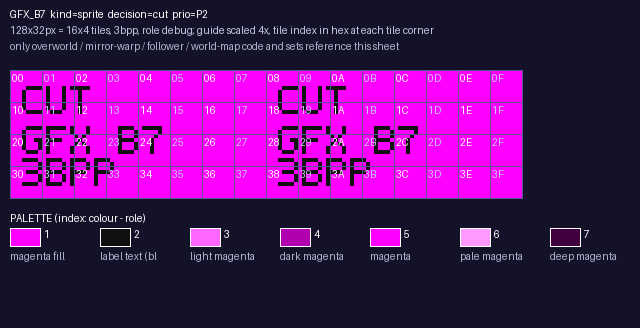 GFX_B7 kind=sprite decision=cut prio=P2
128x32px = 16x4 tiles, 3bpp, role debug; guide scaled 4x, tile index in hex at each tile corner
only overworld / mirror-warp / follower / world-map code and sets reference this sheet
00 01 02 03 04 05 06 07 08 09 0A 0B 0C 0D 0E 0F
CUT CUT
10 11 12 13 14 15 16 17 18 19 1A 1B 1C 1D 1E 1F
GFX B7 GFX B7
20 21 22 23 24 25 26 27 28 29 2A 2B 2C 2D 2E 2F
3BPP 3BPP
30 31 32 33 34 35 36 37 38 39 3A 3B 3C 3D 3E 3F
PALETTE (index: colour - role)
1 2 3 4 5 6 7
magenta fill label text (bl light magenta dark magenta magenta pale magenta deep magenta